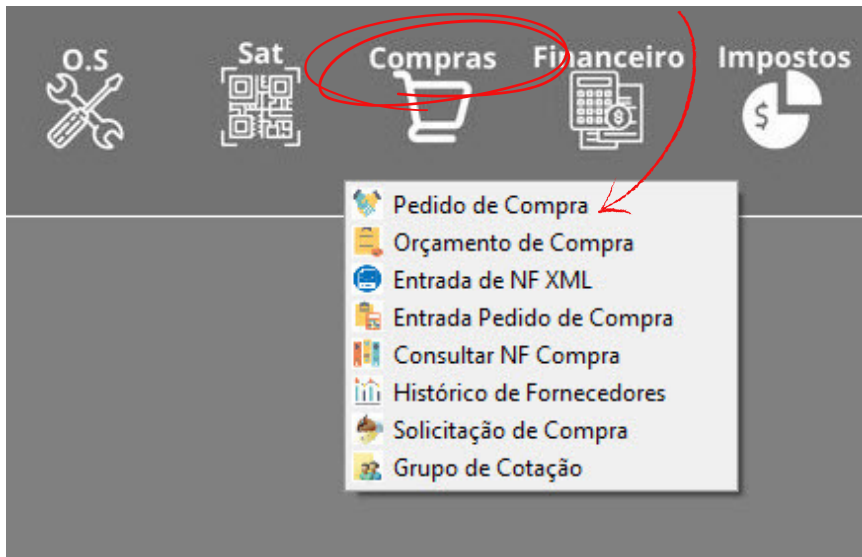 O.S
Sat
Compras
Financeiro
Impostos
Pedido de Compra
Orçamento de Compra
Entrada de NF XML
Entrada Pedido de Compra
Consultar NF Compra
Histórico de Fornecedores
Solicitação de Compra
Grupo de Cotação